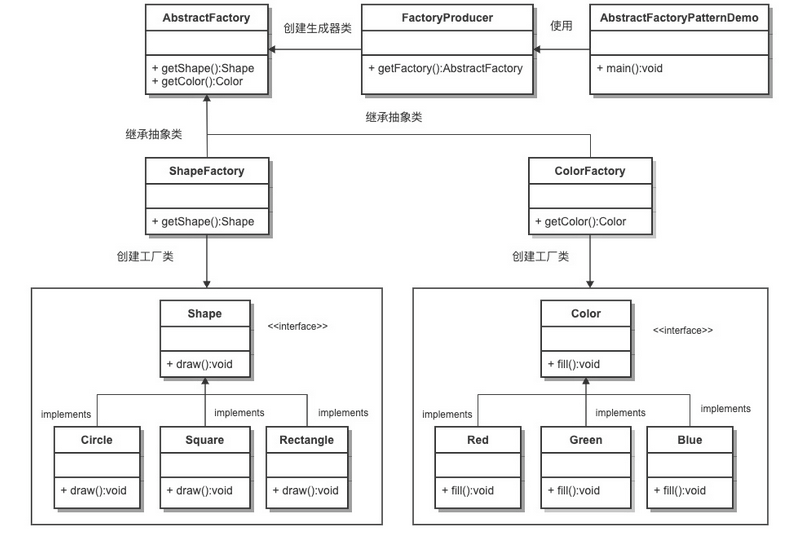 AbstractFactory
+ getShape():Shape
+ getColor():Color
创建生成器类
FactoryProducer
+ getFactory():AbstractFactory
使用
AbstractFactoryPatternDemo
+ main():void
继承抽象类
继承抽象类
ShapeFactory
+ getShape():Shape
ColorFactory
+ getColor():Color
创建工厂类
创建工厂类
Shape
+ draw():void
<<interface>>
implements
implements
implements
Circle
+ draw():void
Square
+ draw():void
Rectangle
+ draw():void
Color
+ fill():void
<<interface>>
implements
implements
implements
Red
+ fill():void
Green
+ fill():void
Blue
+ fill():void